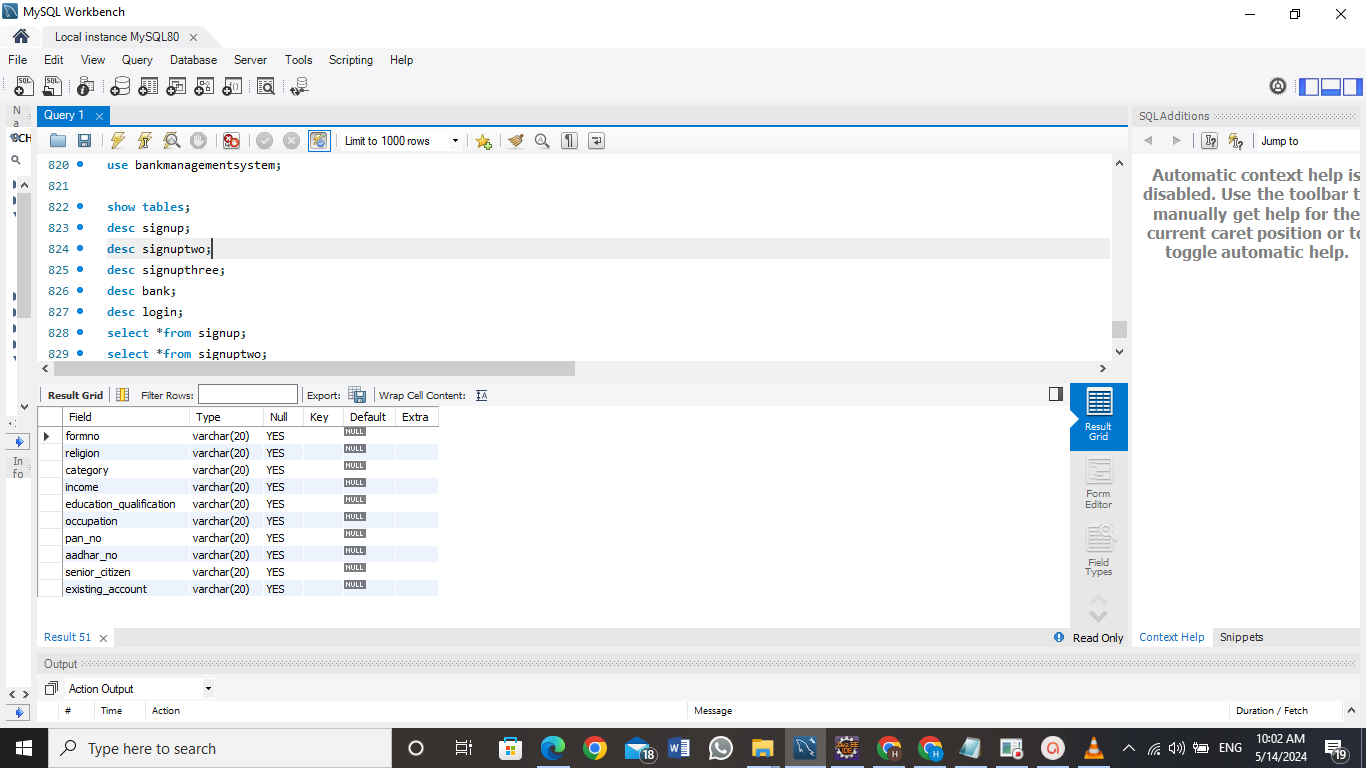 MySQL Workbench
Local instance MySQL80
File Edit View Query Database Server Tools Scripting Help
Na
Query 1
SQLAdditions
SCH
Limit to 1000 rows
Jump to
820 use bankmanagementsystem;
821
822 show tables;
823 desc signup;
824 desc signuptwo;
825 desc signupthree;
826 desc bank;
827 desc login;
828 select *from signup;
829 select *from signuptwo;
Automatic context help is
disabled. Use the toolbar t
manually get help for the
current caret position or to
toggle automatic help.
Result Grid Filter Rows: Export: Wrap Cell Content: IA
Field Type Null Key Default Extra
formno varchar(20) YES NULL
religion varchar(20) YES NULL
category varchar(20) YES NULL
income varchar(20) YES NULL
education_qualification varchar(20) YES NULL
occupation varchar(20) YES NULL
pan_no varchar(20) YES NULL
aadhar_no varchar(20) YES NULL
senior_citizen varchar(20) YES NULL
existing_account varchar(20) YES NULL
Result
Grid
Form
Editor
Field
Types
In
fo
Result 51
Read Only
Context Help Snippets
Output
Action Output
# Time Action Message Duration / Fetch
Type here to search
18
ENG
10:02 AM
5/14/2024
19